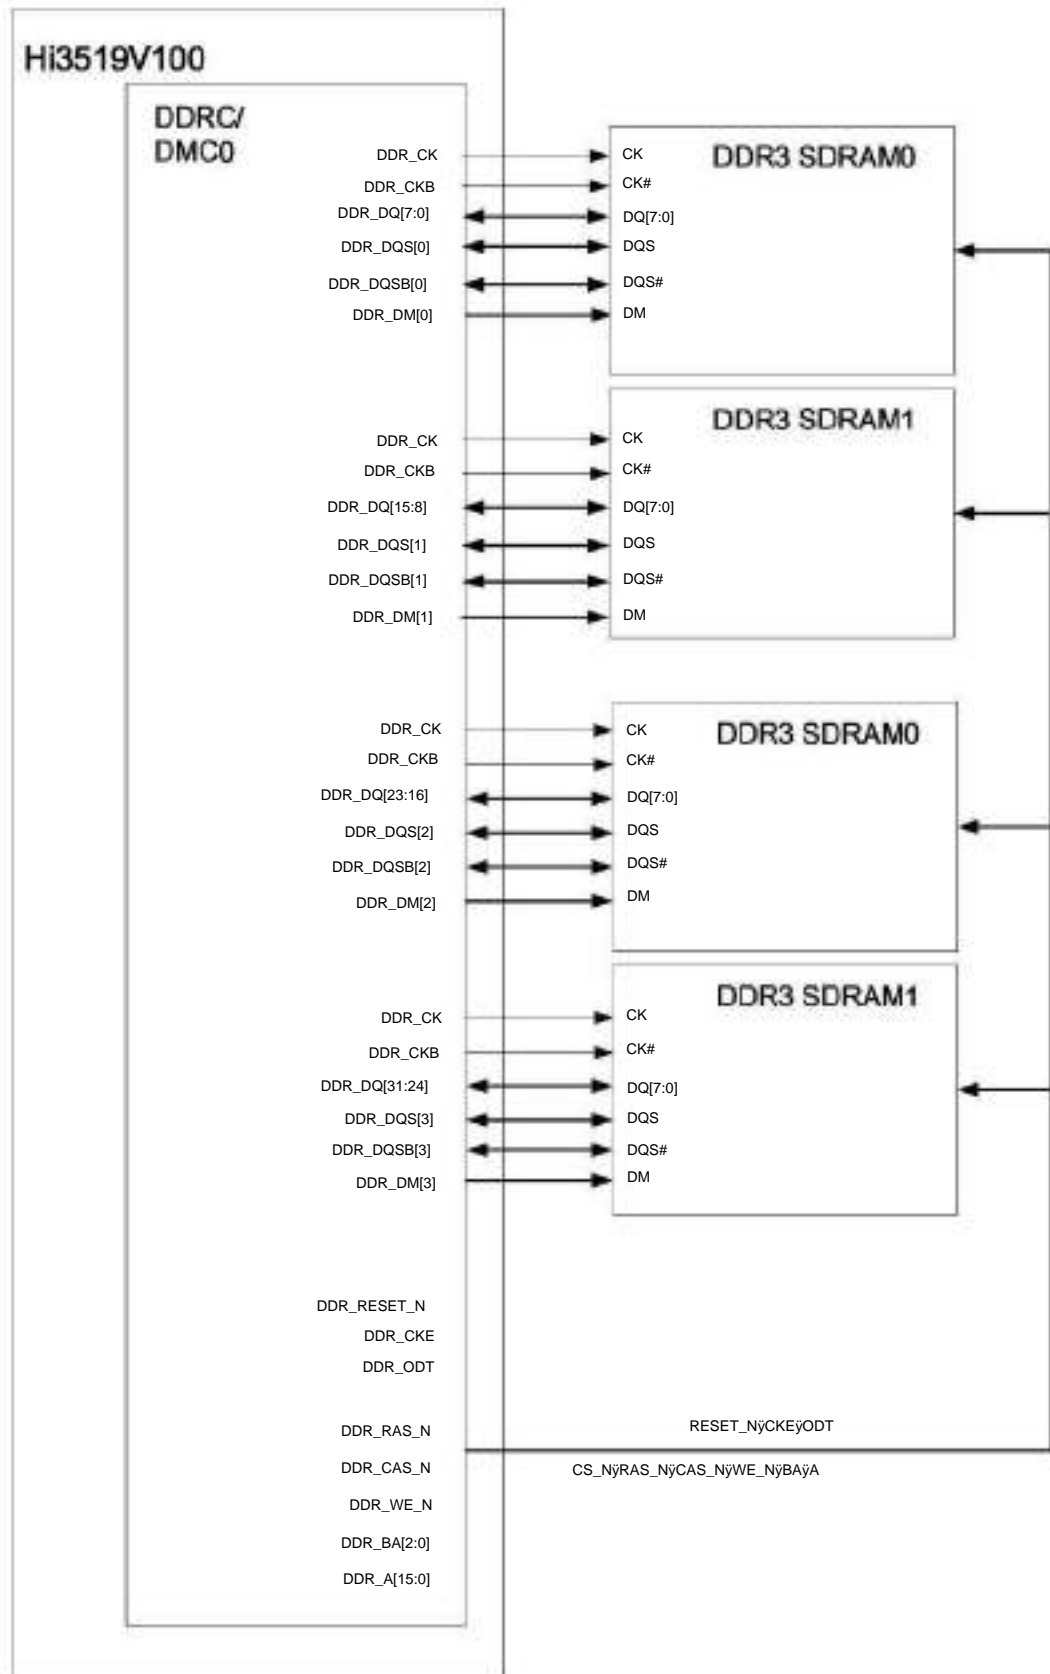 Hi3519V100
DDRC/
DMC0
DDR3 SDRAM0
DDR_CK CK
DDR_CKB CK#
DDR_DQ[7:0] DQ[7:0]
DDR_DQS[0] DQS
DDR_DQSB[0] DQS#
DDR_DM[0] DM
DDR3 SDRAM1
DDR_CK CK
DDR_CKB CK#
DDR_DQ[15:8] DQ[7:0]
DDR_DQS[1] DQS
DDR_DQSB[1] DQS#
DDR_DM[1] DM
DDR3 SDRAM0
DDR_CK CK
DDR_CKB CK#
DDR_DQ[23:16] DQ[7:0]
DDR_DQS[2] DQS
DDR_DQSB[2] DQS#
DDR_DM[2] DM
DDR3 SDRAM1
DDR_CK CK
DDR_CKB CK#
DDR_DQ[31:24] DQ[7:0]
DDR_DQS[3] DQS
DDR_DQSB[3] DQS#
DDR_DM[3] DM
DDR_RESET_N
DDR_CKE
DDR_ODT
DDR_RAS_N RESET_NÿCKEÿODT
DDR_CAS_N CS_NÿRAS_NÿCAS_NÿWE_NÿBAÿA
DDR_WE_N
DDR_BA[2:0]
DDR_A[15:0]